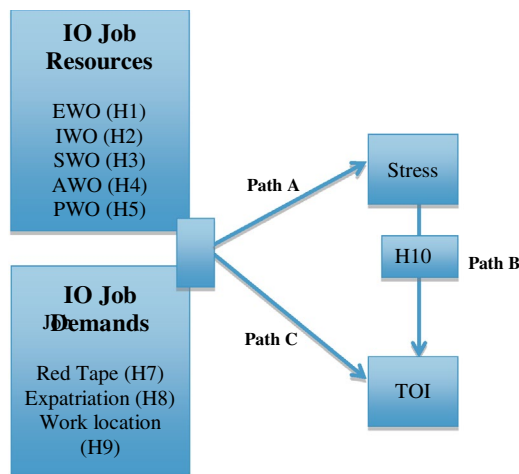 IO Job
Resources
EWO (H1)
IWO (H2)
SWO (H3)
AWO (H4)
PWO (H5)
IO Job
Job
Demands
Red Tape (H7)
Expatriation (H8)
Work location
(H9)
Path A
Path C
Stress
H10
Path B
TOI